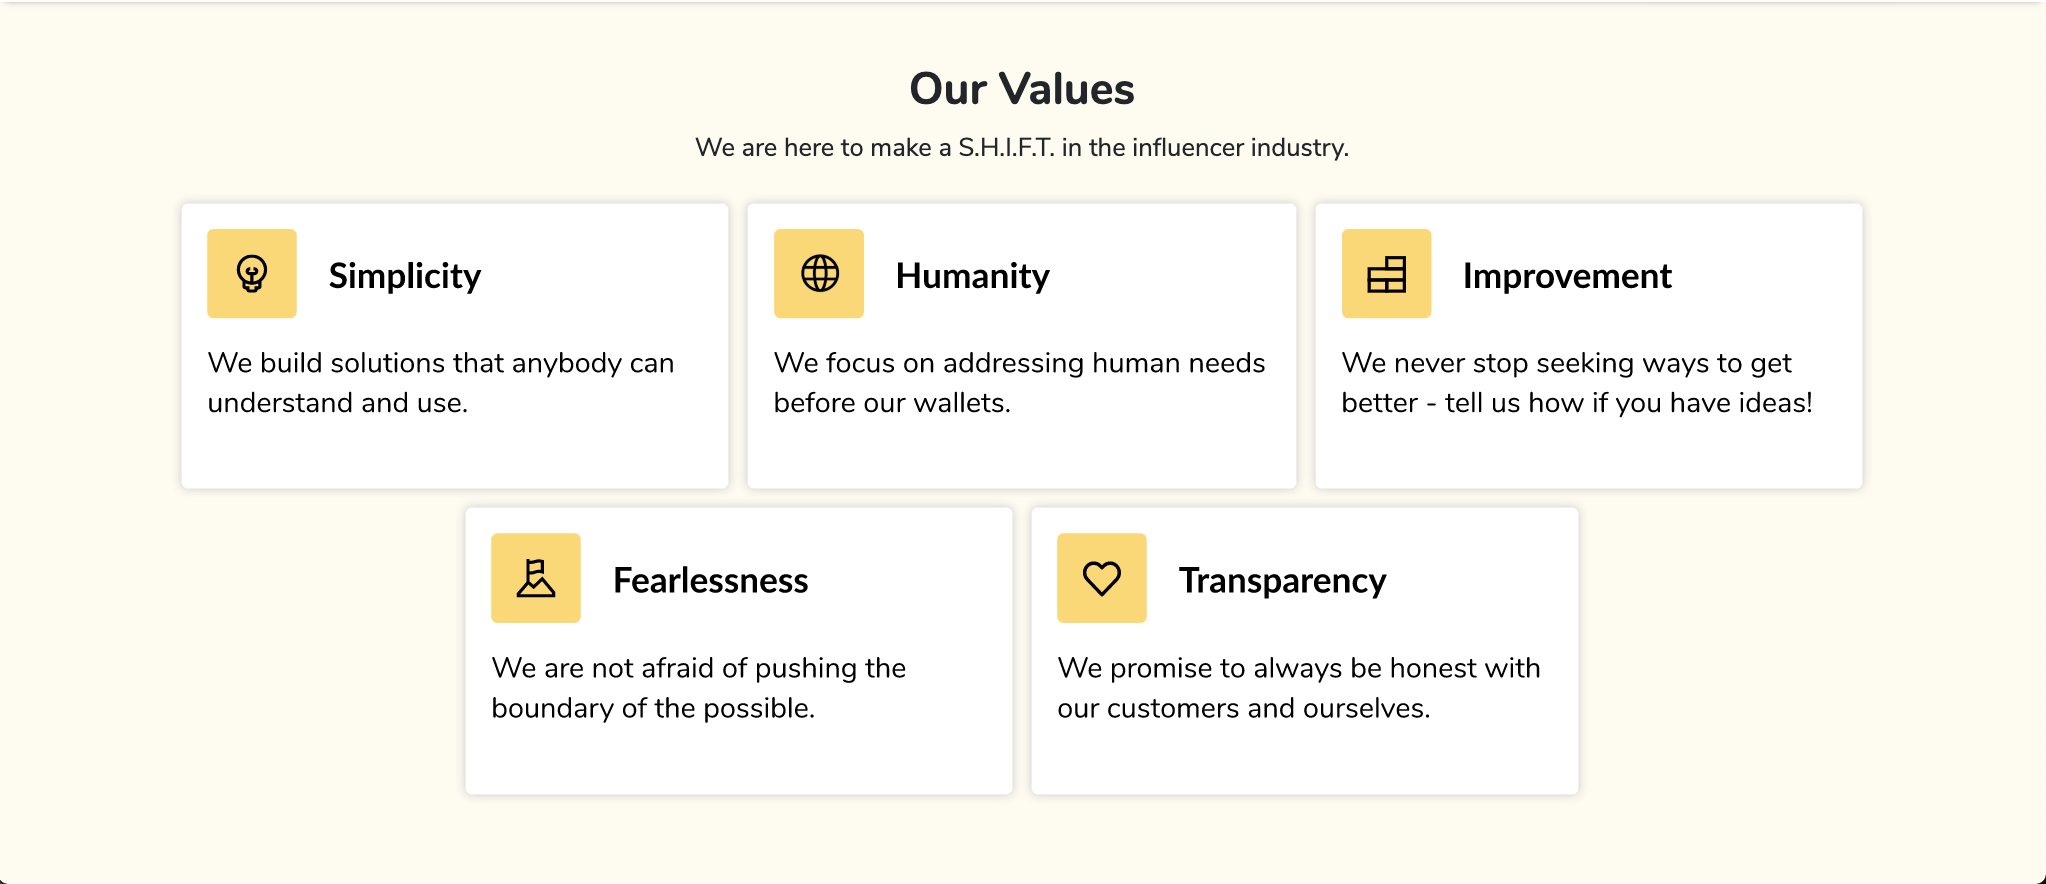 Our Values
We are here to make a S.H.I.F.T. in the influencer industry.
Simplicity
We build solutions that anybody can
understand and use.
Humanity
We focus on addressing human needs
before our wallets.
Improvement
We never stop seeking ways to get
better - tell us how if you have ideas!
Fearlessness
We are not afraid of pushing the
boundary of the possible.
Transparency
We promise to always be honest with
our customers and ourselves.